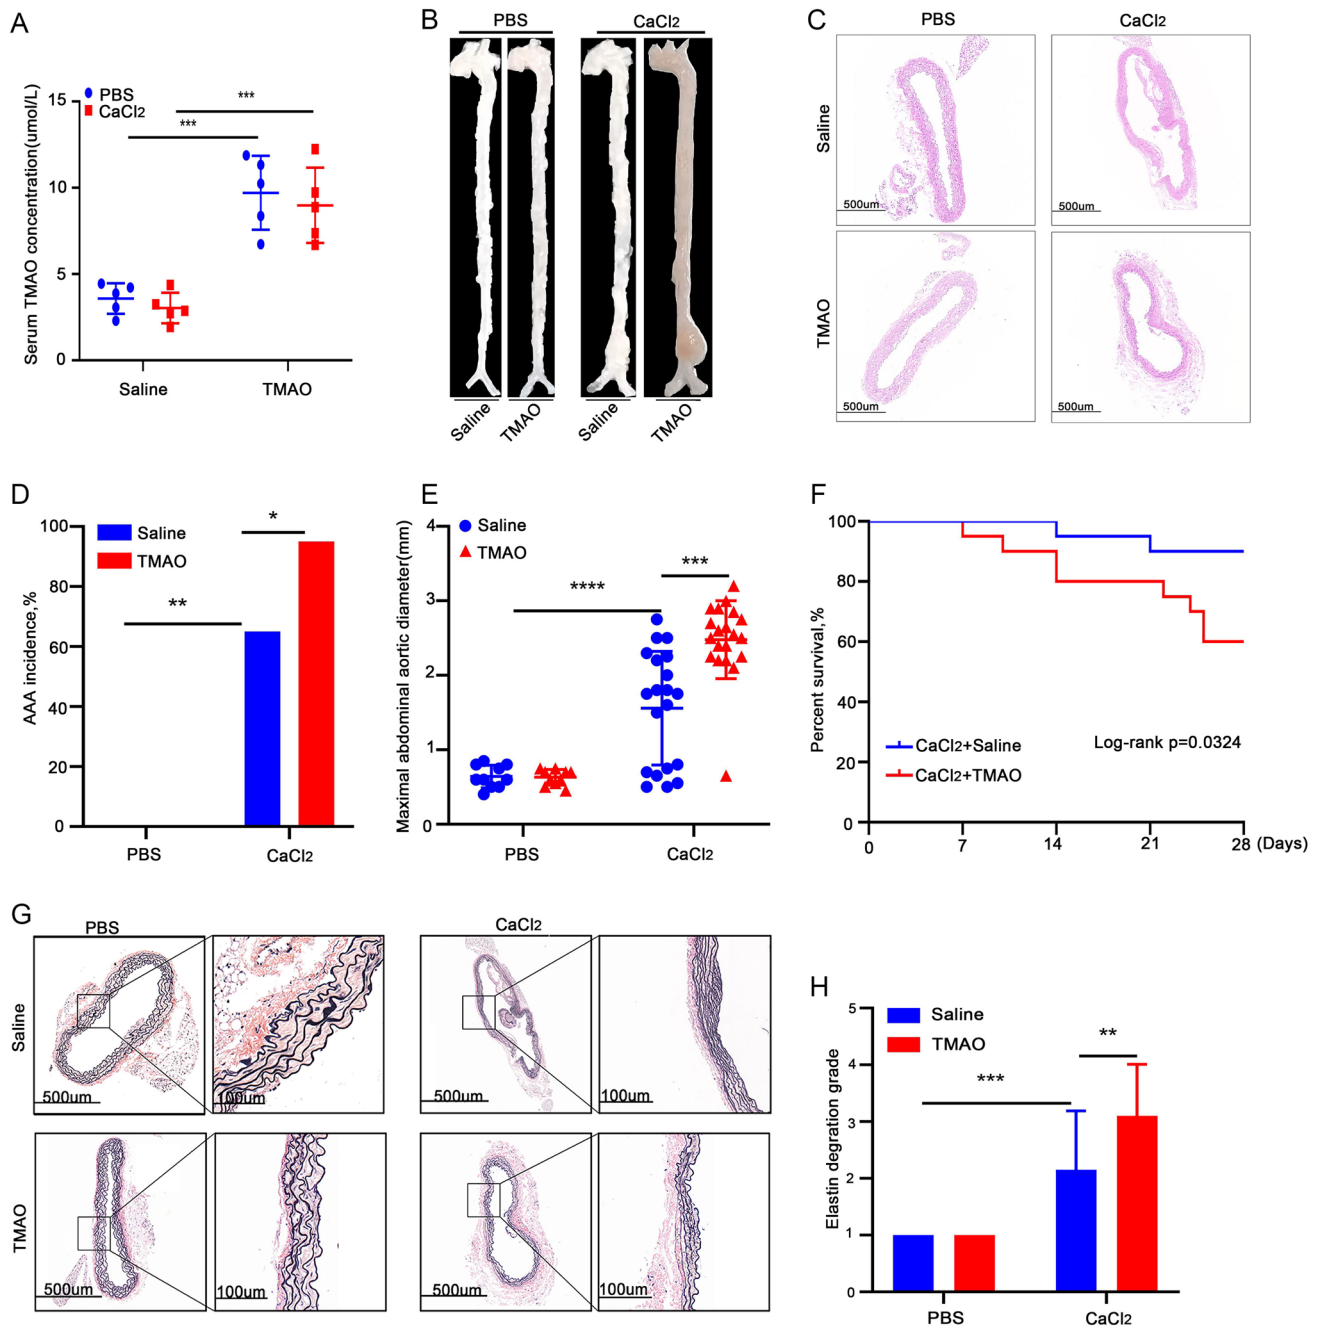 A
Serum TMAO concentration(umol/L)
15
10
5
0
PBS
CaCl2
***
***
Saline
TMAO
B
PBS
CaCl2
Saline
TMAO
Saline
TMAO
C
PBS
CaCl2
Saline
TMAO
500um
500um
500um
500um
D
AAA incidence,%
100
80
60
40
20
0
Saline
TMAO
**
*
PBS
CaCl2
E
Maximal abdominal aortic diameter(mm)
4
3
2
1
0
Saline
TMAO
****
***
PBS
CaCl2
F
Percent survival,%
100
80
60
40
20
0
CaCl2+Saline
CaCl2+TMAO
Log-rank p=0.0324
0 7 14 21 28 (Days)
G
PBS
CaCl2
Saline
TMAO
500um
100um
500um
100um
500um
100um
500um
100um
H
Elastin degration grade
5
4
3
2
1
0
Saline
TMAO
***
**
PBS
CaCl2